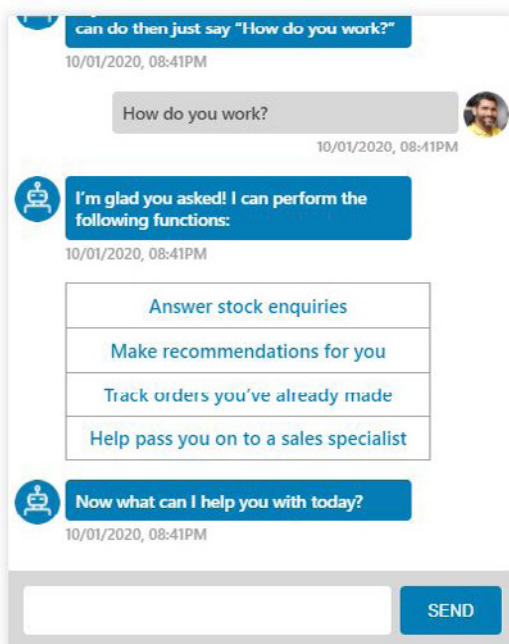 can do then just say “How do you work?”
10/01/2020, 08:41PM
How do you work?
10/01/2020, 08:41PM
I’m glad you asked! I can perform the
following functions:
10/01/2020, 08:41PM
Answer stock enquiries
Make recommendations for you
Track orders you’ve already made
Help pass you on to a sales specialist
Now what can I help you with today?
10/01/2020, 08:41PM
SEND